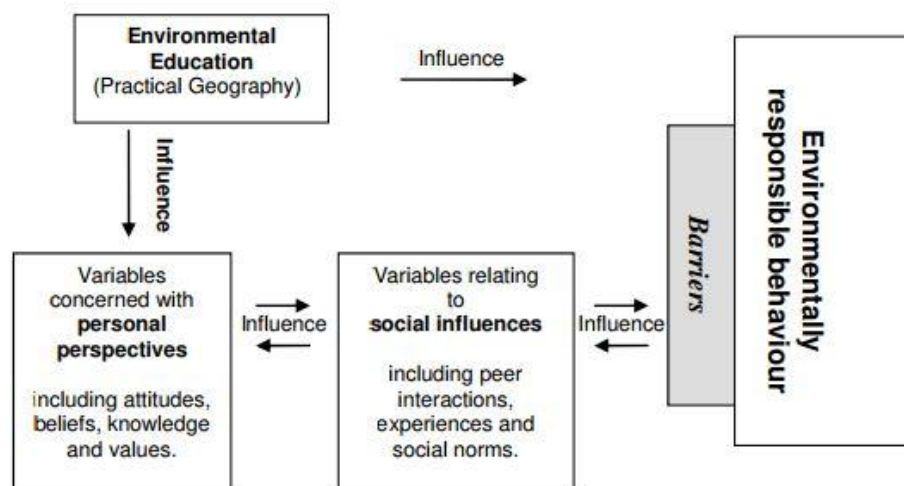 Environmental
Education
(Practical Geography)
Influence
Influence
Variables
concerned with
personal
perspectives
including attitudes,
beliefs, knowledge
and values.
Influence
Variables relating
to
social influences
including peer
interactions,
experiences and
social norms.
Influence
Barriers
Environmentally
responsible behaviour